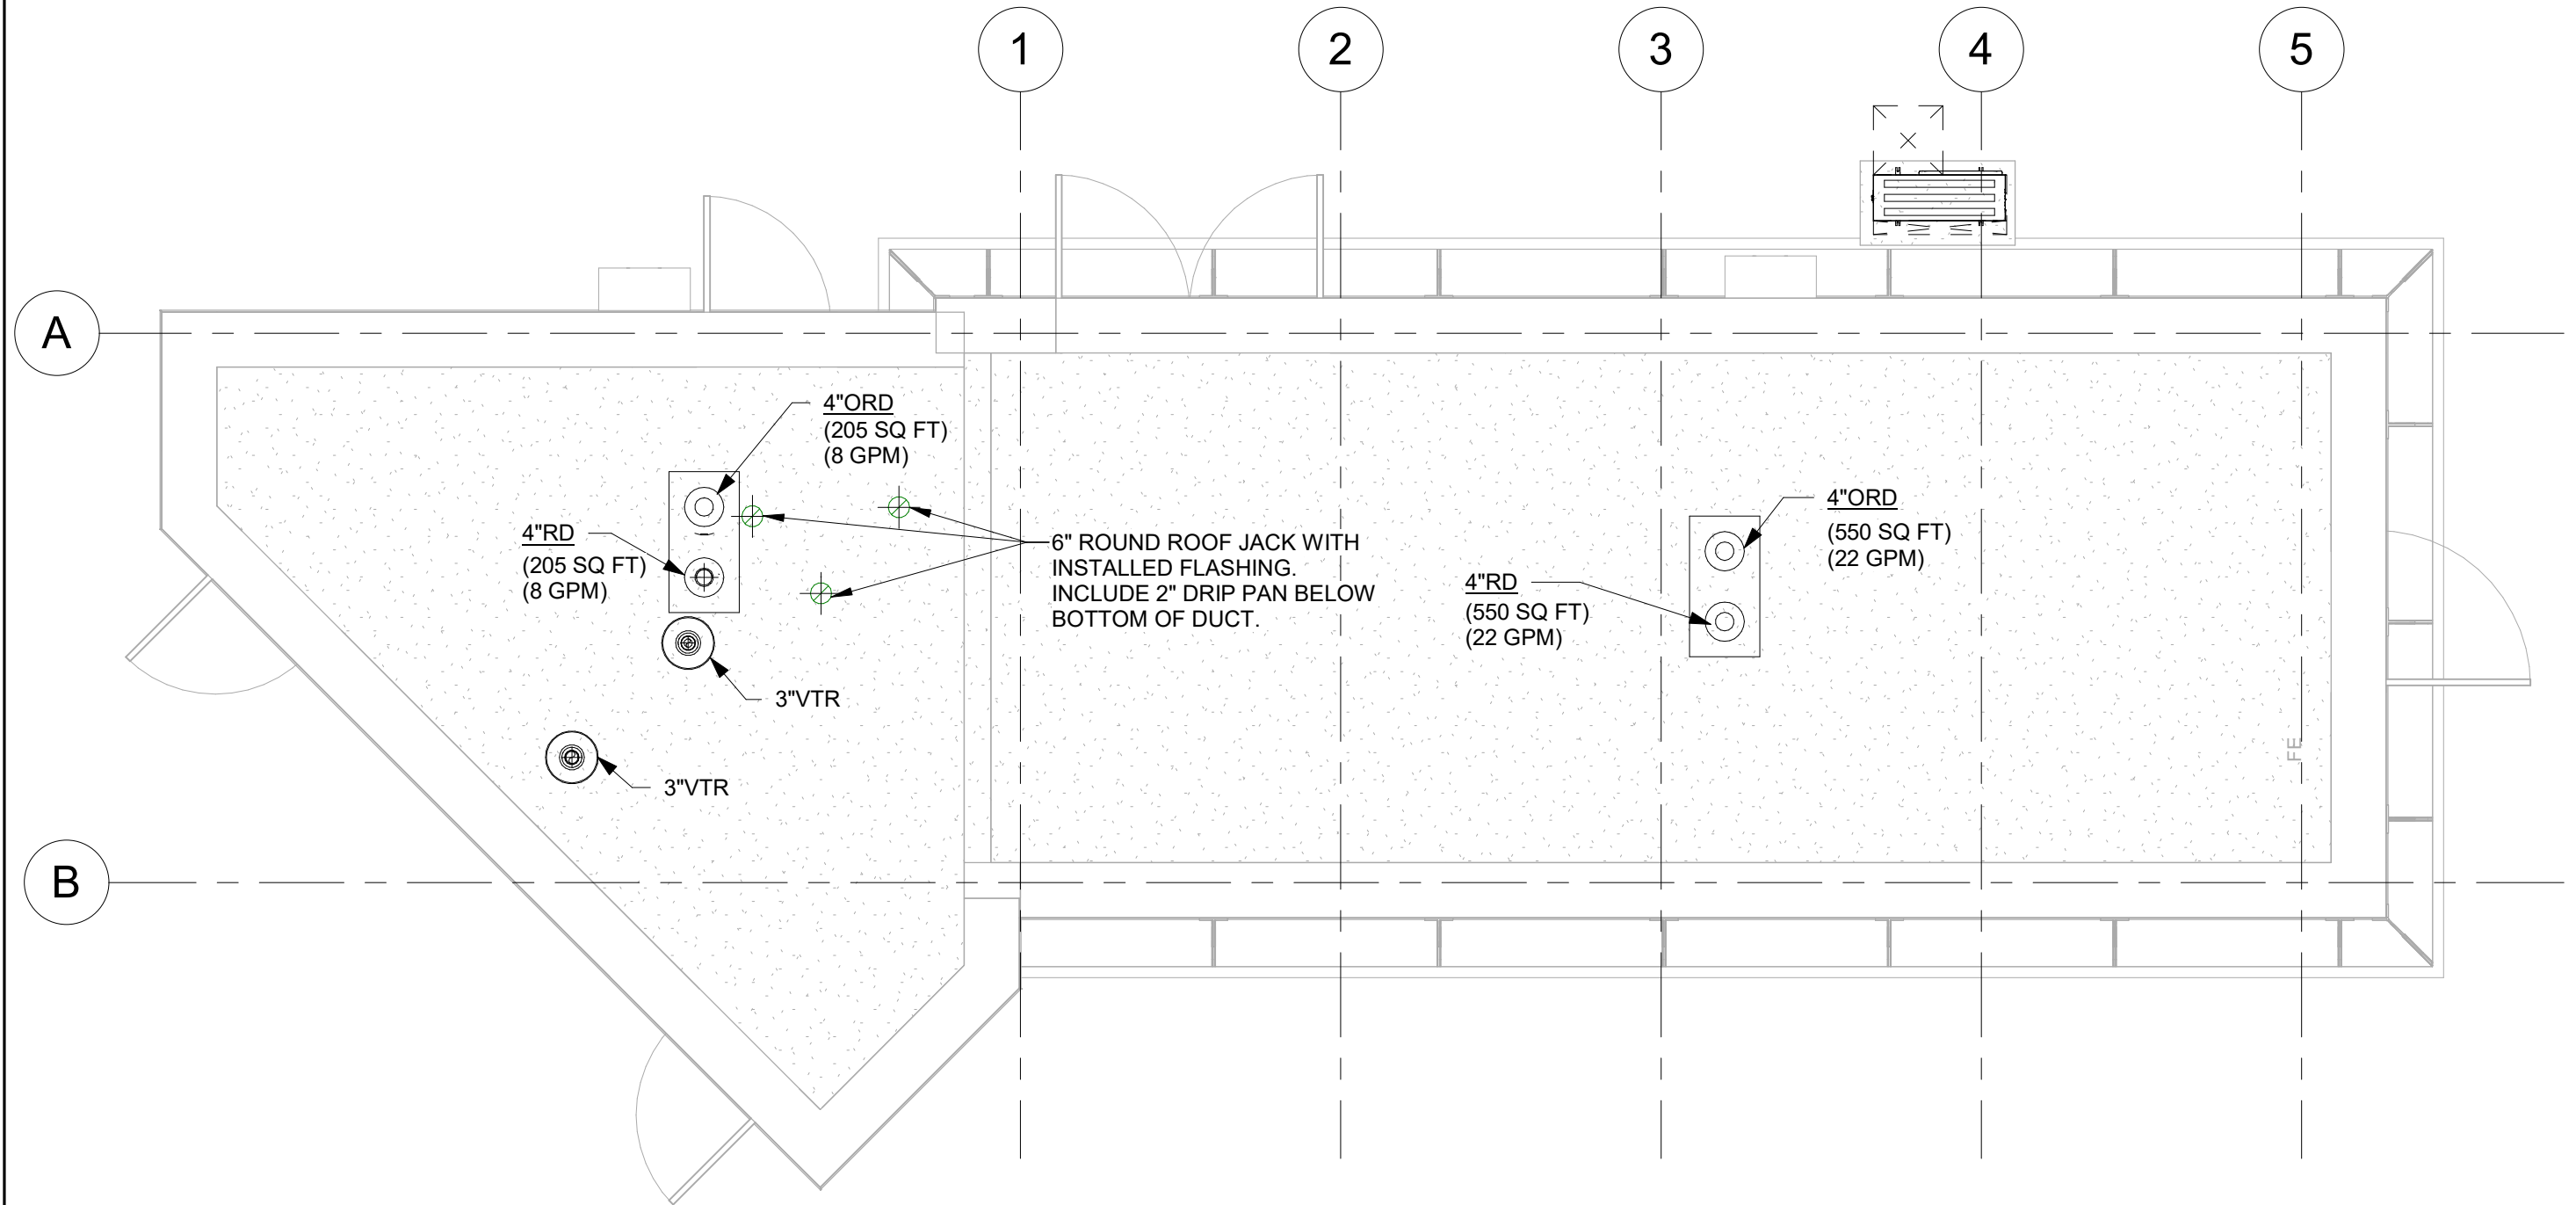 1
2
3
4
5
A
4"ORD
(205 SQ FT)
(8 GPM)
4"RD
(205 SQ FT)
(8 GPM)
6" ROUND ROOF JACK WITH
INSTALLED FLASHING.
INCLUDE 2" DRIP PAN BELOW
BOTTOM OF DUCT.
4"ORD
(550 SQ FT)
(22 GPM)
4"RD
(550 SQ FT)
(22 GPM)
3"VTR
3"VTR
FE
B